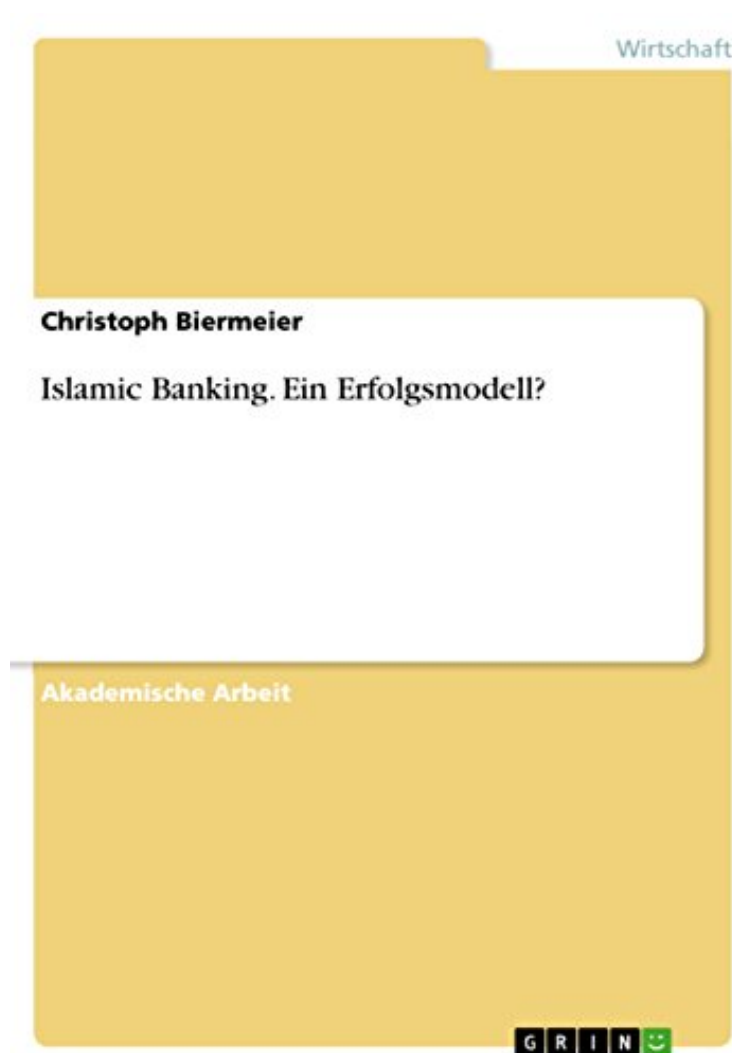 Wirtschaft
Christoph Biermeier
Islamic Banking. Ein Erfolgsmodell?
Akademische Arbeit
GRIN